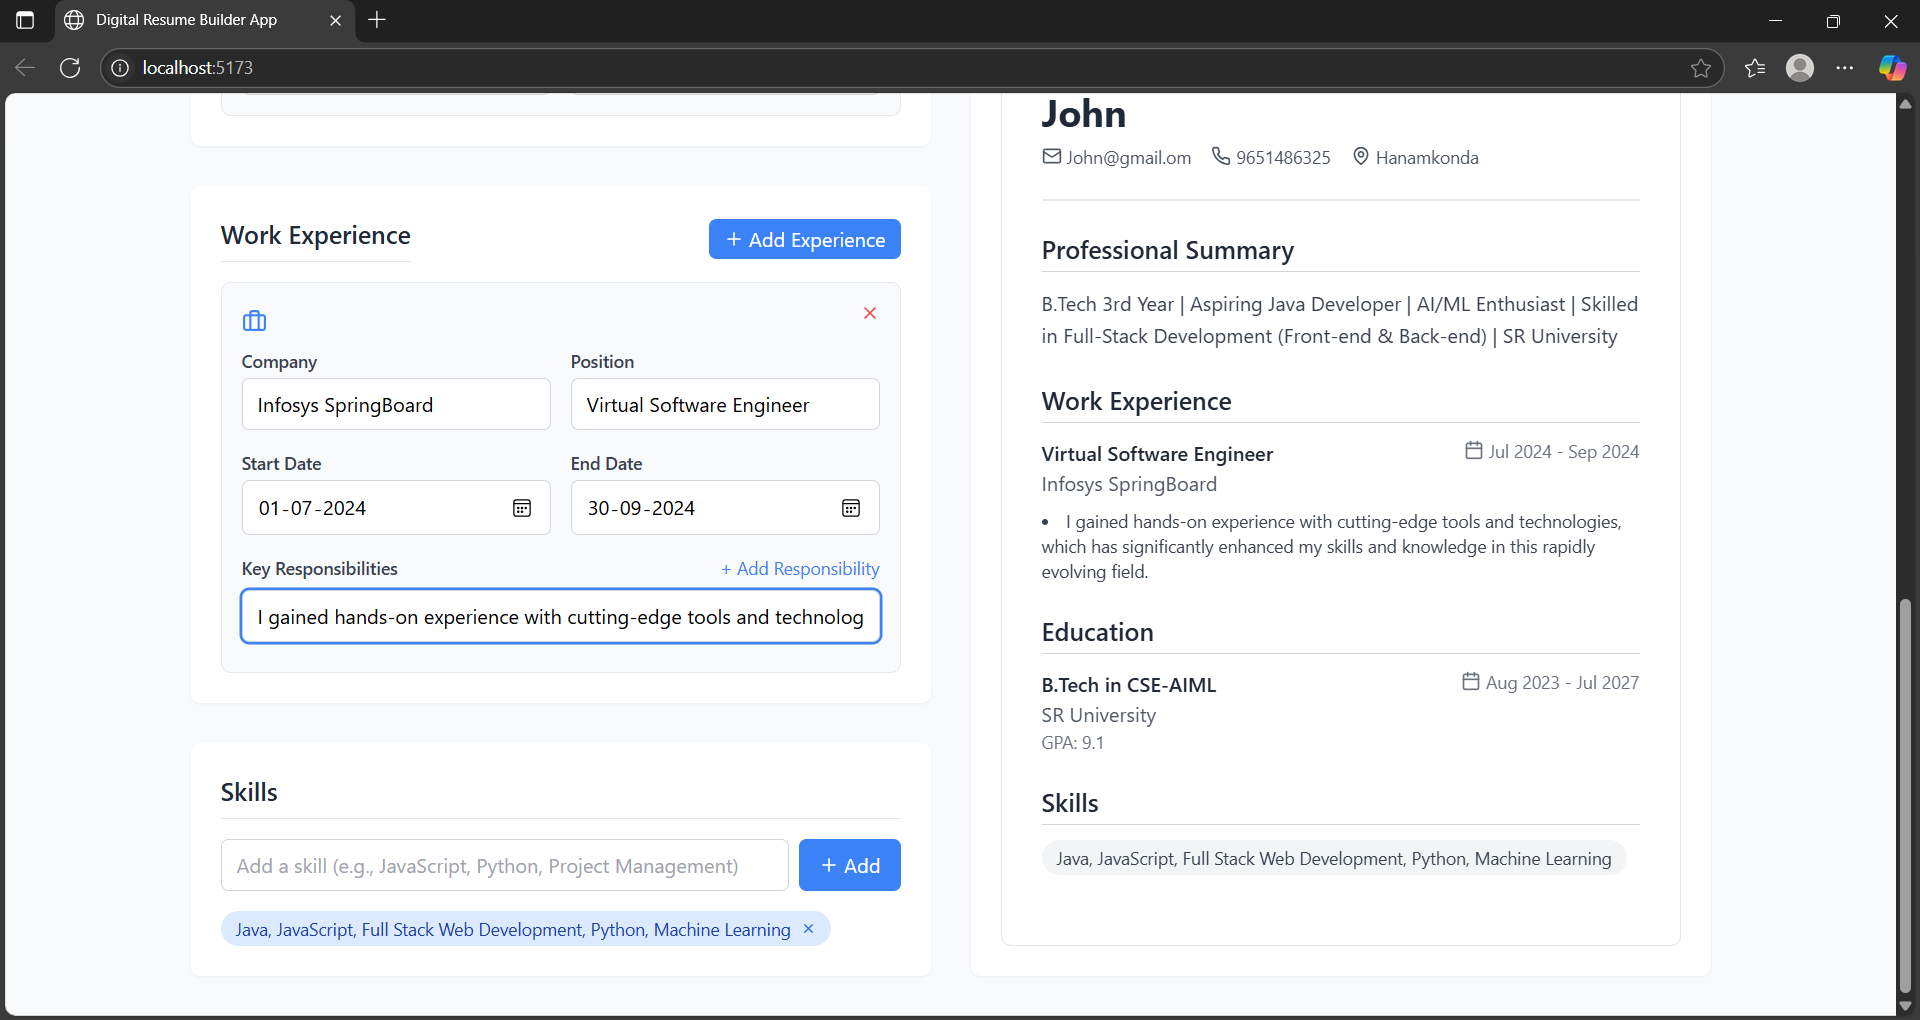 Digital Resume Builder App
localhost:5173
Work Experience
+ Add Experience
Company
Position
Infosys SpringBoard
Virtual Software Engineer
Start Date
End Date
01-07-2024
30-09-2024
Key Responsibilities
+ Add Responsibility
I gained hands-on experience with cutting-edge tools and technolog
Skills
Add a skill (e.g., JavaScript, Python, Project Management)
+ Add
Java, JavaScript, Full Stack Web Development, Python, Machine Learning ×
John
John@gmail.om 9651486325 Hanamkonda
Professional Summary
B.Tech 3rd Year | Aspiring Java Developer | AI/ML Enthusiast | Skilled
in Full-Stack Development (Front-end & Back-end) | SR University
Work Experience
Virtual Software Engineer
Jul 2024 - Sep 2024
Infosys SpringBoard
• I gained hands-on experience with cutting-edge tools and technologies,
which has significantly enhanced my skills and knowledge in this rapidly
evolving field.
Education
B.Tech in CSE-AIML
Aug 2023 - Jul 2027
SR University
GPA: 9.1
Skills
Java, JavaScript, Full Stack Web Development, Python, Machine Learning